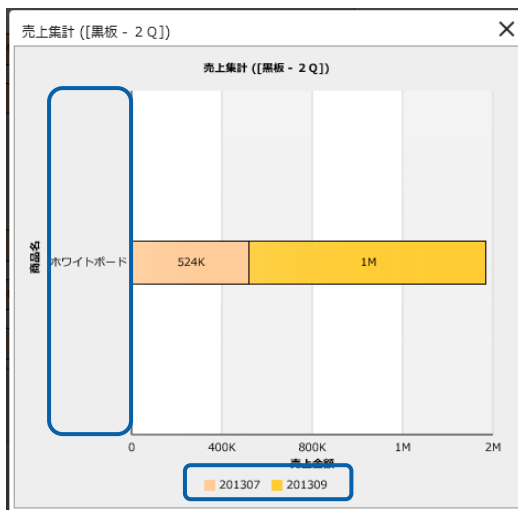 売上集計 ([黒板 - ２Ｑ])
売上集計 ([黒板 - ２Ｑ])
商品名
ホワイトボード
524K
1M
0
400K
800K
1M
2M
売上金額
201307
201309